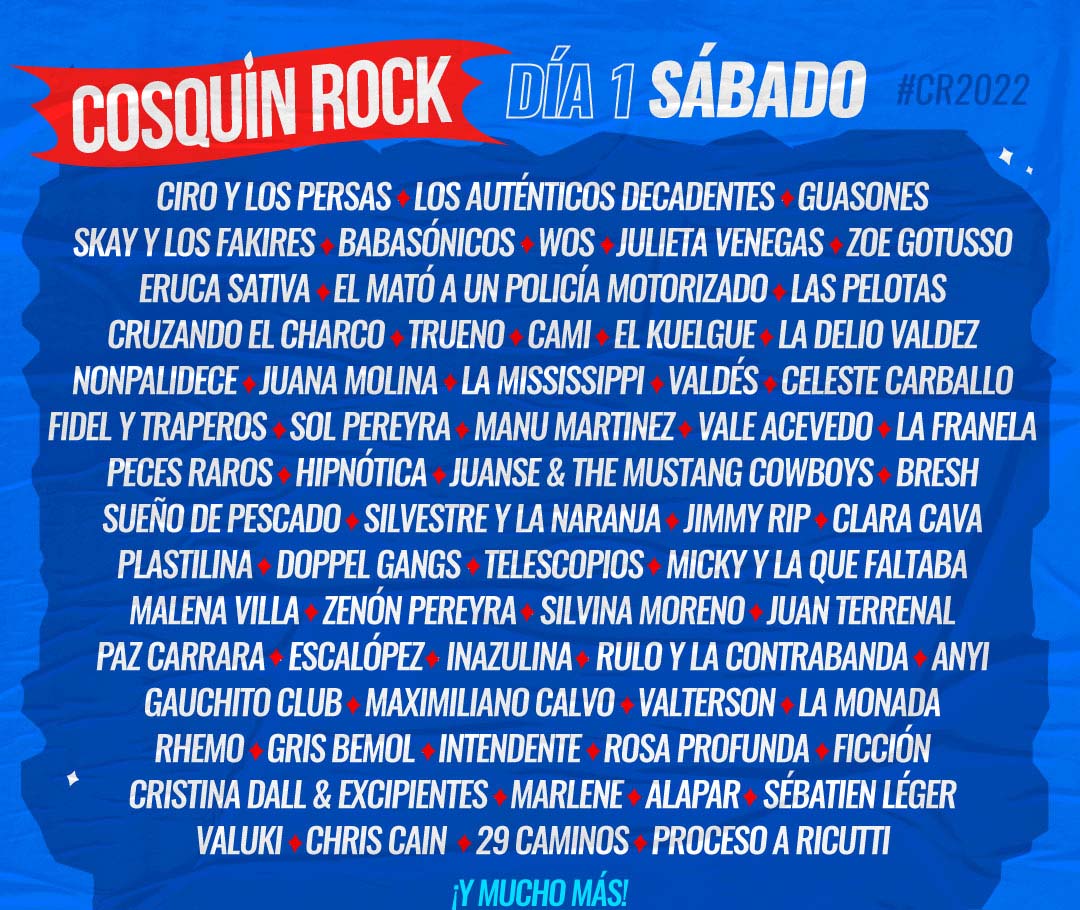 COSQUÍN ROCK DÍA 1 SÁBADO #CR2022
CIRO Y LOS PERSAS ♦ LOS AUTÉNTICOS DECADENTES ♦ GUASONES
SKAY Y LOS FAKIRES ♦ BABASÓNICOS ♦ WOS ♦ JULIETA VENEGAS ♦ ZOE GOTUSSO
ERUCA SATIVA ♦ EL MATÓ A UN POLICÍA MOTORIZADO ♦ LAS PELOTAS
CRUZANDO EL CHARCO ♦ TRUENO ♦ CAMI ♦ EL KUELGUE ♦ LA DELIO VALDEZ
NONPALIDECE ♦ JUANA MOLINA ♦ LA MISSISSIPPI ♦ VALDÉS ♦ CELESTE CARBALLO
FIDEL Y TRAPEROS ♦ SOL PEREYRA ♦ MANU MARTINEZ ♦ VALE ACEVEDO ♦ LA FRANELA
PECES RAROS ♦ HIPNÓTICA ♦ JUANSE & THE MUSTANG COWBOYS ♦ BRESH
SUEÑO DE PESCADO ♦ SILVESTRE Y LA NARANJA ♦ JIMMY RIP ♦ CLARA CAVA
PLASTILINA ♦ DOPPEL GANGS ♦ TELESCOPIOS ♦ MICKY Y LA QUE FALTABA
MALENA VILLA ♦ ZENÓN PEREYRA ♦ SILVINA MORENO ♦ JUAN TERRENAL
PAZ CARRARA ♦ ESCALÓPEZ ♦ INAZULINA ♦ RULO Y LA CONTRABANDA ♦ ANYI
GAUCHITO CLUB ♦ MAXIMILIANO CALVO ♦ VALTERSON ♦ LA MONADA
RHEMO ♦ GRIS BEMOL ♦ INTENDENTE ♦ ROSA PROFUNDA ♦ FICCIÓN
CRISTINA DALL & EXCIPIENTES ♦ MARLENE ♦ ALAPAR ♦ SÉBATIEN LÉGER
VALUKI ♦ CHRIS CAIN ♦ 29 CAMINOS ♦ PROCESO A RICUTTI
¡Y MUCHO MÁS!